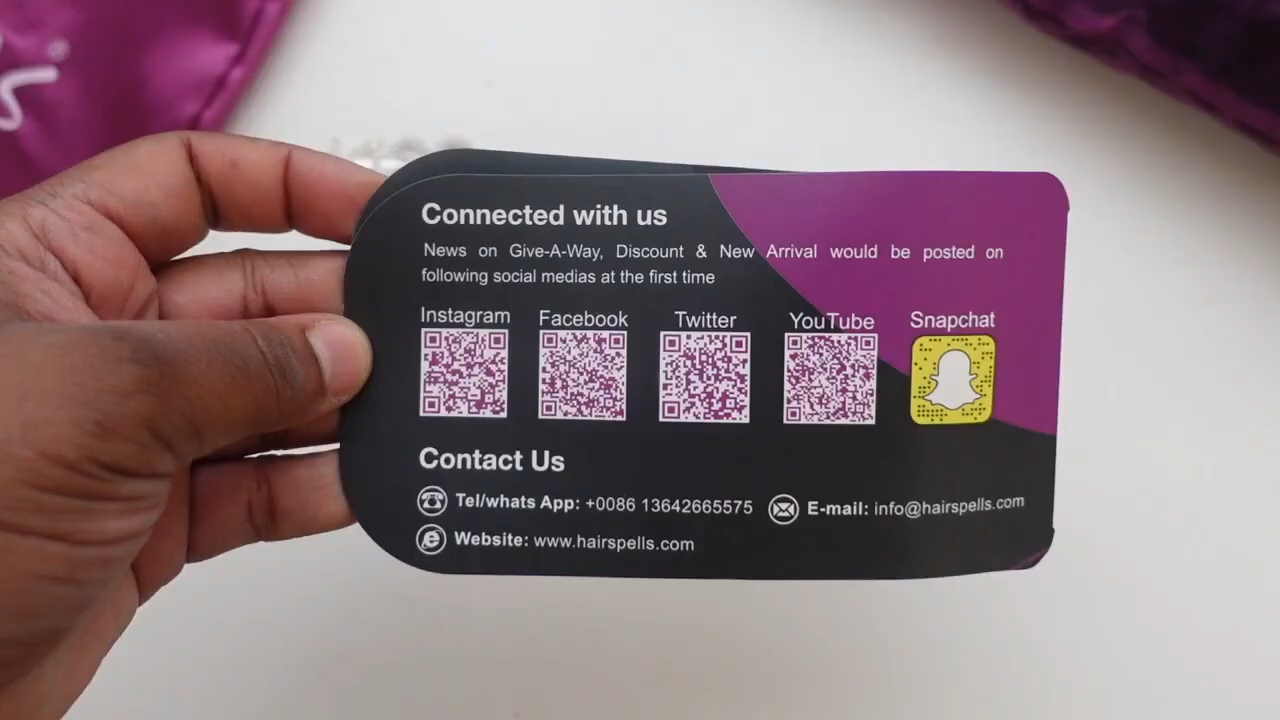 Connected with us
News on Give-A-Way, Discount & New Arrival would be posted on
following social medias at the first time
Instagram Facebook Twitter YouTube Snapchat
Contact Us
Tel/whats App: +0086 13642665575 E-mail: info@hairspells.com
Website: www.hairspells.com